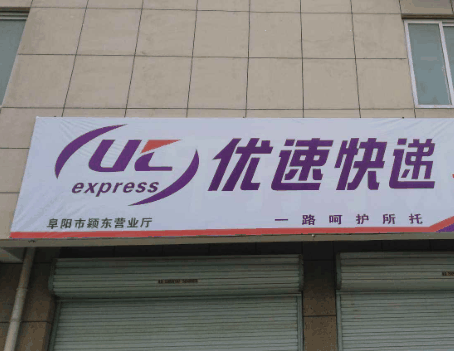 UC
express
优速快递
阜阳市颍东营业厅
一路呵护所托